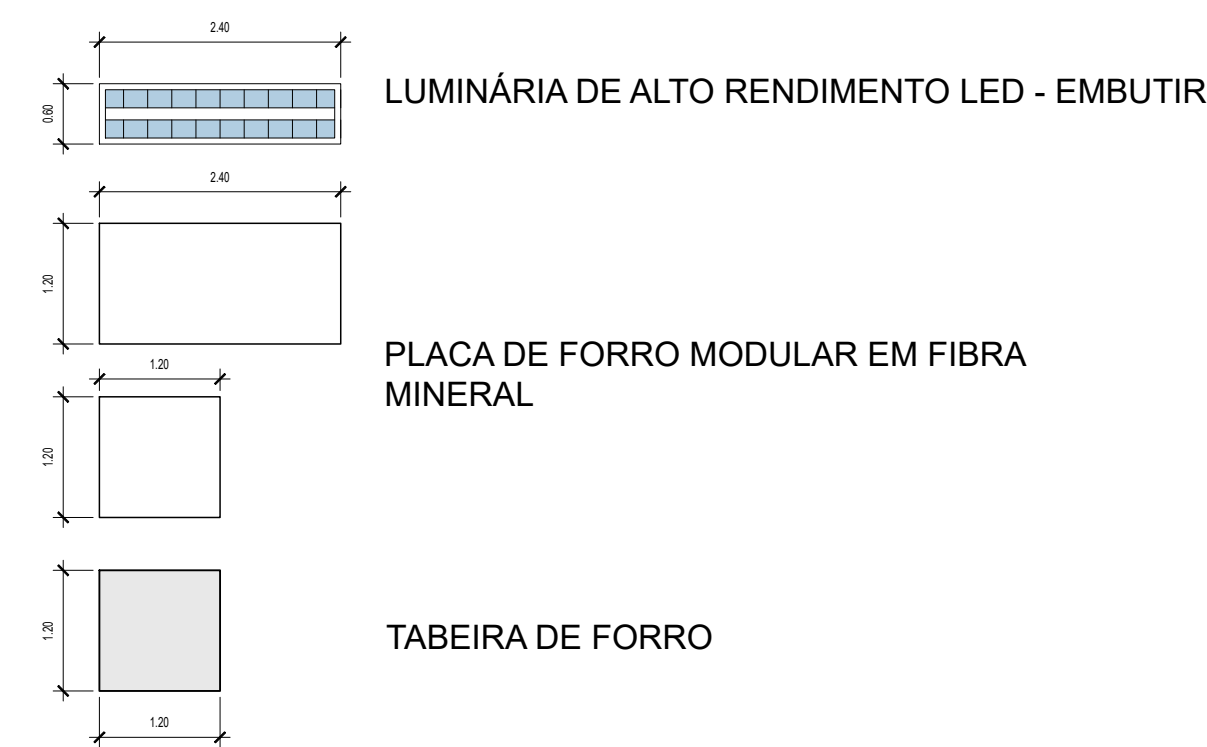 2.40
0.60
LUMINÁRIA DE ALTO RENDIMENTO LED - EMBUTIR
2.40
1.20
PLACA DE FORRO MODULAR EM FIBRA
MINERAL
1.20
1.20
1.20
TABEIRA DE FORRO
1.20